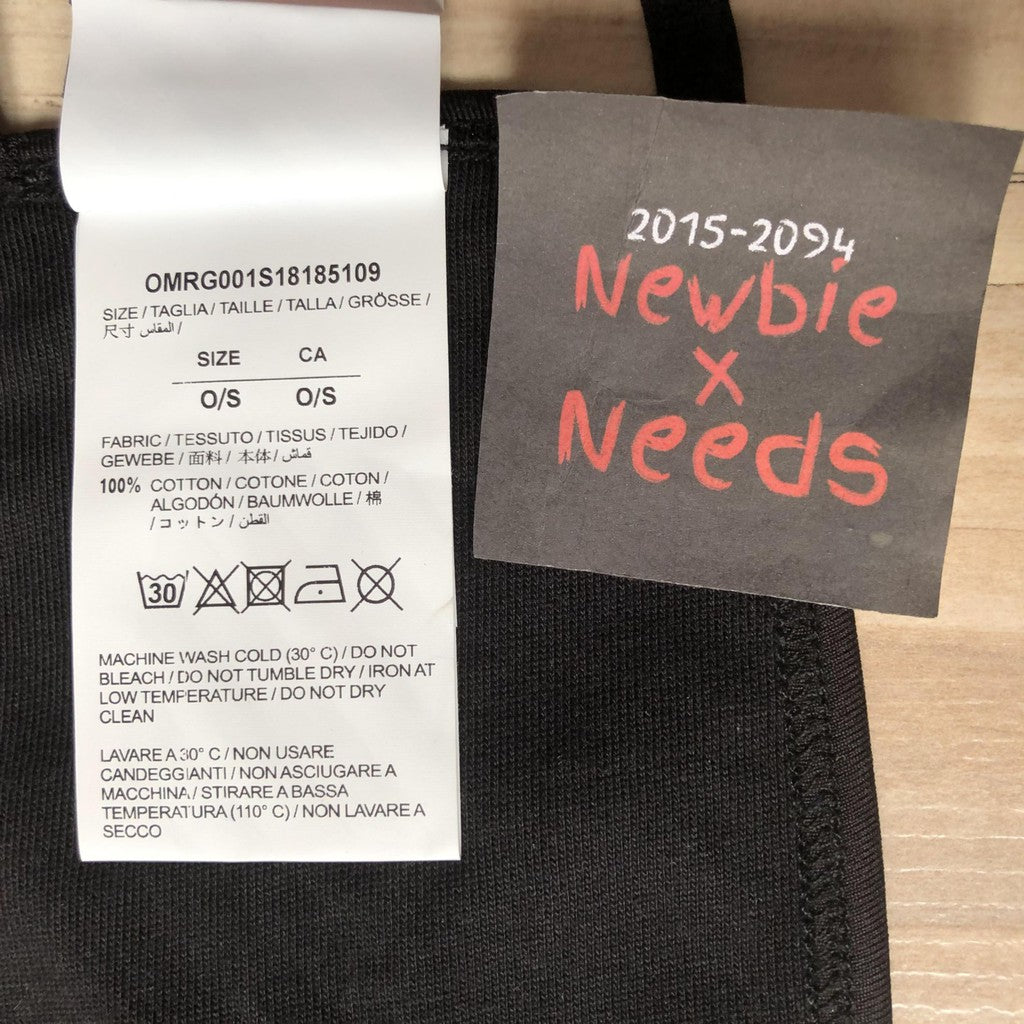 OMRG001S18185109
SIZE / TAGLIA / TAILLE / TALLA / GRÖSSE /
尺寸 / المقاس /
SIZE CA
O/S O/S
FABRIC / TESSUTO / TISSUS / TEJIDO /
GEWEBE / 面料 / 本体 / قماش
100% COTTON / COTONE / COTON /
ALGODÓN / BAUMWOLLE / 棉
/ コットン / القطن
30
MACHINE WASH COLD (30° C) / DO NOT
BLEACH / DO NOT TUMBLE DRY / IRON AT
LOW TEMPERATURE / DO NOT DRY
CLEAN
LAVARE A 30° C / NON USARE
CANDEGGIANTI / NON ASCIUGARE A
MACCHINA / STIRARE A BASSA
TEMPERATURA (110° C) / NON LAVARE A
SECCO
2015-2094
Newbie
x
Needs